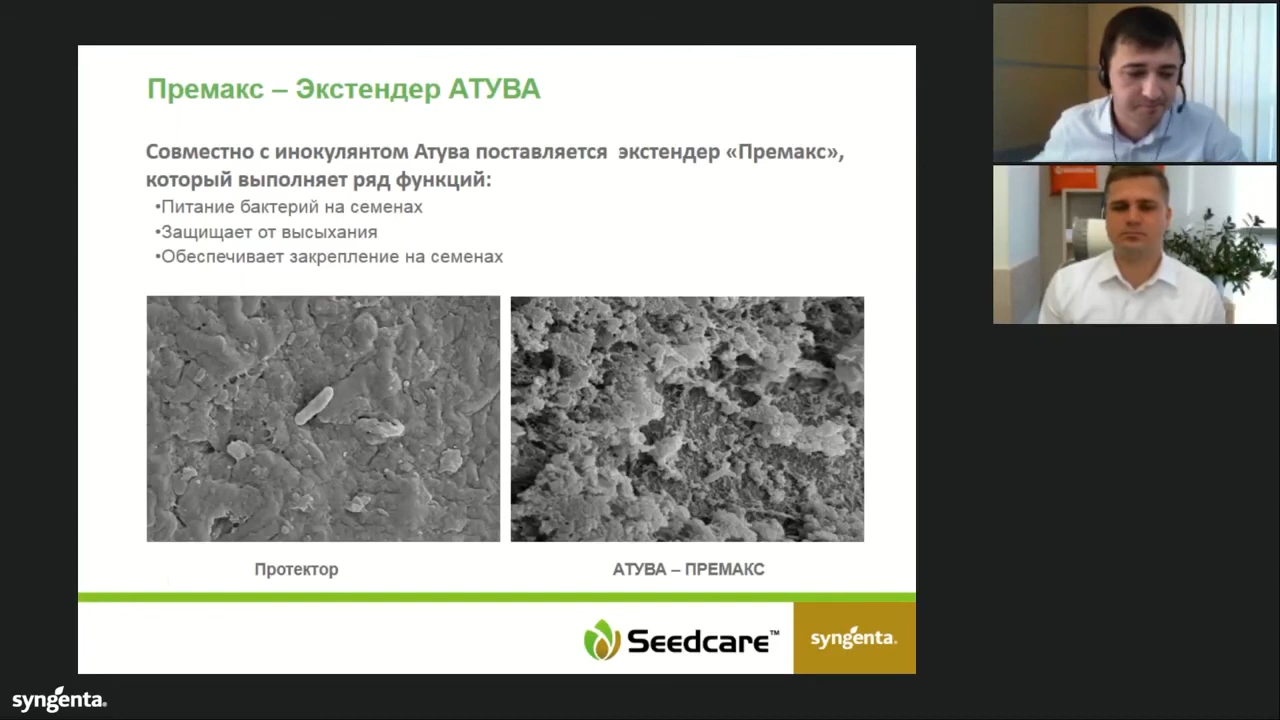 Премакс – Экстендер АТУВА
Совместно с инокулянтом Атува поставляется экстендер «Премакс»,
который выполняет ряд функций:
•Питание бактерий на семенах
•Защищает от высыхания
•Обеспечивает закрепление на семенах
Протектор
АТУВА – ПРЕМАКС
Seedcare™
syngenta.
syngenta®